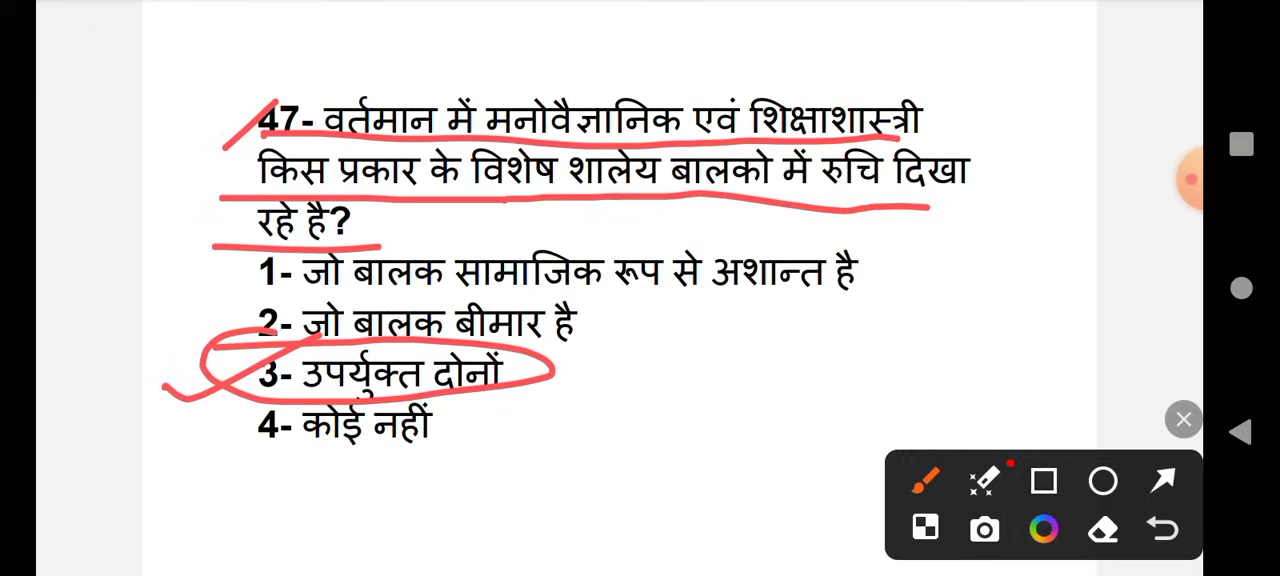 47- वर्तमान में मनोवैज्ञानिक एवं शिक्षाशास्त्री
किस प्रकार के विशेष शालेय बालको में रुचि दिखा
रहे है?
1- जो बालक सामाजिक रूप से अशान्त है
2- जो बालक बीमार है
3- उपर्युक्त दोनों
4- कोई नहीं